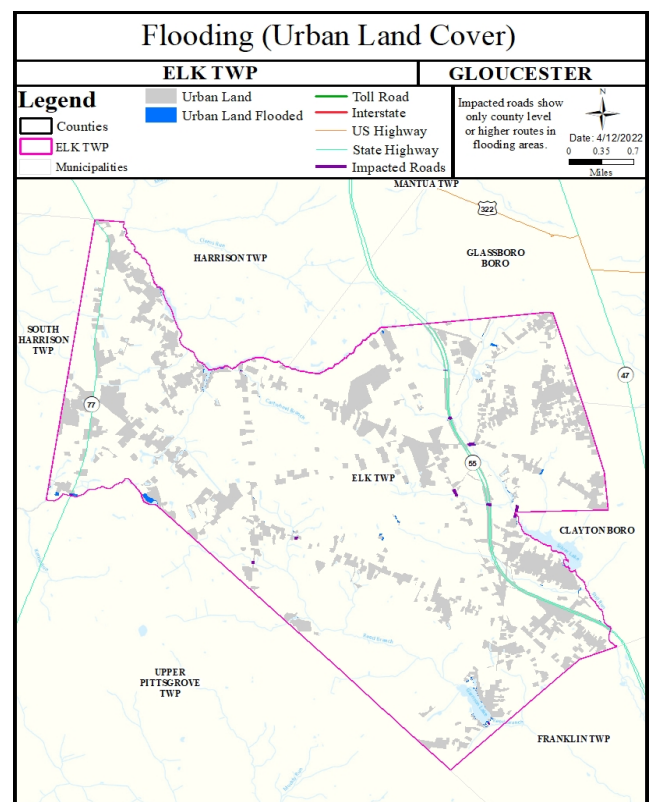 Flooding (Urban Land Cover)
ELK TWP
GLOUCESTER
Legend
Counties
ELK TWP
Municipalities
Urban Land
Urban Land Flooded
Toll Road
Interstate
US Highway
State Highway
Impacted Roads
Impacted roads show
only county level
or higher routes in
flooding areas.
N
Date: 4/12/2022
0 0.35 0.7
Miles
MANTUA TWP
322
HARRISON TWP
GLASSBORO
BORO
SOUTH
HARRISON
TWP
47
77
55
ELK TWP
CLAYTON BORO
UPPER
PITTSGROVE
TWP
FRANKLIN TWP